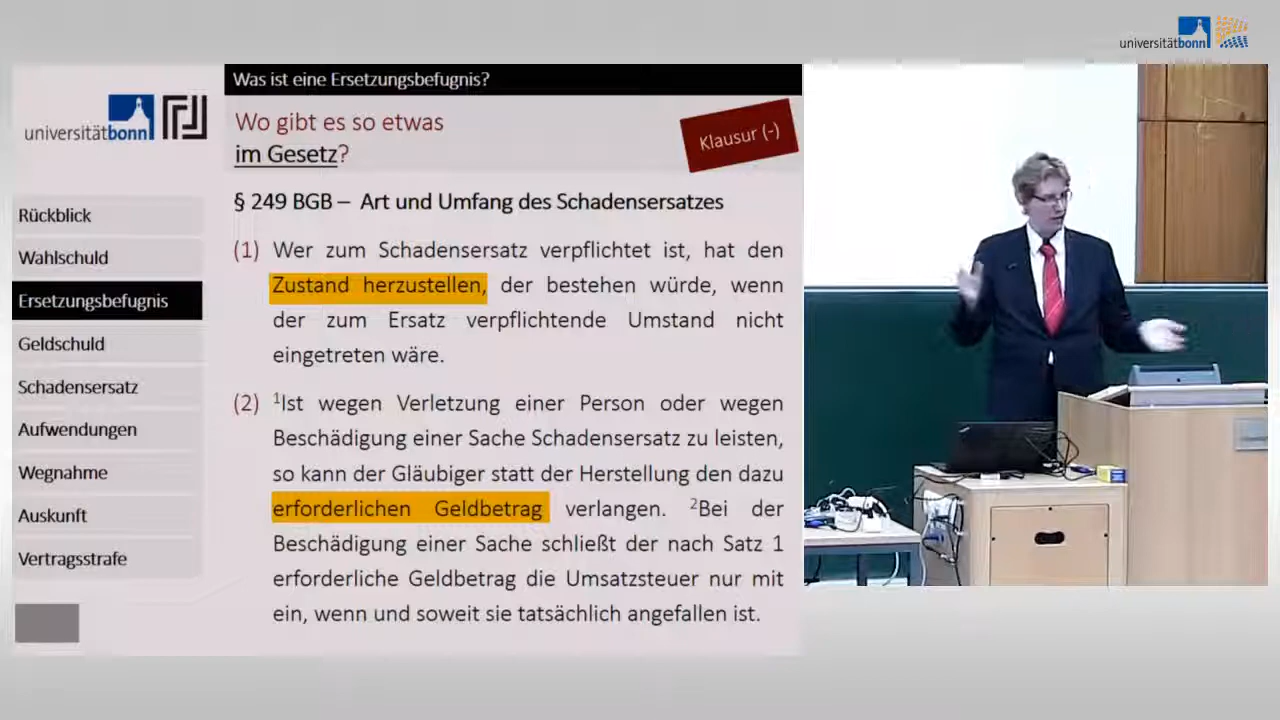 universitätbonn
Was ist eine Ersetzungsbefugnis?
universitätbonn
Wo gibt es so etwas
im Gesetz?
Klausur (-)
Rückblick
Wahlschuld
Ersetzungsbefugnis
Geldschuld
Schadensersatz
Aufwendungen
Wegnahme
Auskunft
Vertragsstrafe
§ 249 BGB – Art und Umfang des Schadensersatzes
(1) Wer zum Schadensersatz verpflichtet ist, hat den
Zustand herzustellen, der bestehen würde, wenn
der zum Ersatz verpflichtende Umstand nicht
eingetreten wäre.
(2) ¹Ist wegen Verletzung einer Person oder wegen
Beschädigung einer Sache Schadensersatz zu leisten,
so kann der Gläubiger statt der Herstellung den dazu
erforderlichen Geldbetrag verlangen. ²Bei der
Beschädigung einer Sache schließt der nach Satz 1
erforderliche Geldbetrag die Umsatzsteuer nur mit
ein, wenn und soweit sie tatsächlich angefallen ist.